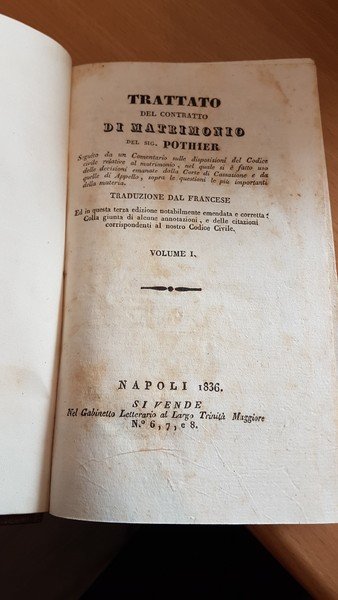 TRATTATO
DEL CONTRATTO
DI MATRIMONIO
DEL SIG. POTHIER
Seguito da un Comentario sulle disposizioni del Codice
civile relative al matrimonio, nel quale si è fatto uso
delle decisioni emanate dalla Corte di Cassazione e da
quelle di Appello, sopra le questioni le più importanti
della materia.
TRADUZIONE DAL FRANCESE
Ed in questa terza edizione notabilmente emendata e corretta:
Colla giunta di alcune annotazioni, e delle citazioni
corrispondenti al nostro Codice Civile.
VOLUME I.
NAPOLI 1836.
SI VENDE
Nel Gabinetto Letterario al Largo Trinità Maggiore
N.º 6, 7, e 8.